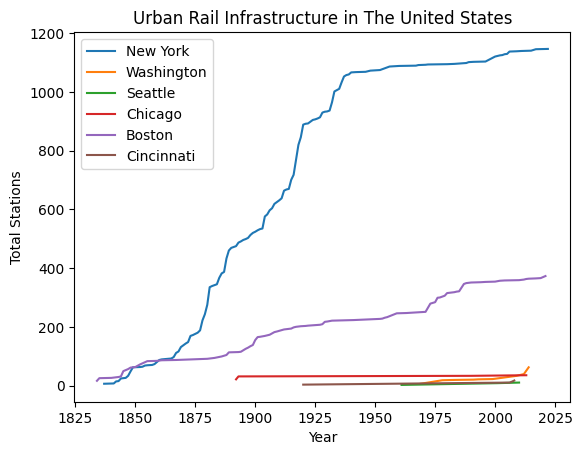 Urban Rail Infrastructure in The United States
1200
1000
800
600
400
200
0
Total Stations
New York
Washington
Seattle
Chicago
Boston
Cincinnati
1825 1850 1875 1900 1925 1950 1975 2000 2025
Year